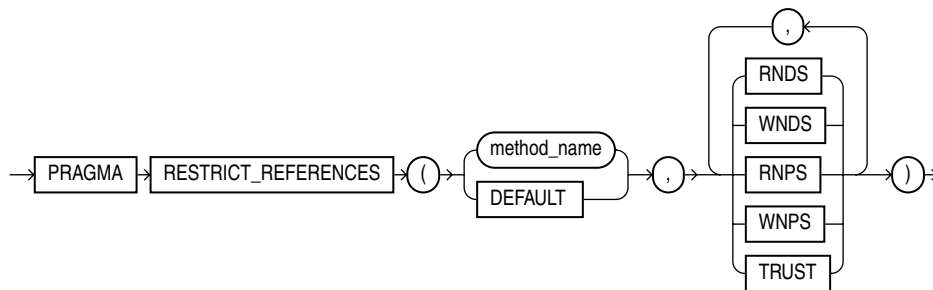 ,
RNDS
WNDS
method_name
PRAGMA RESTRICT_REFERENCES ( , RNPS )
DEFAULT
WNPS
TRUST